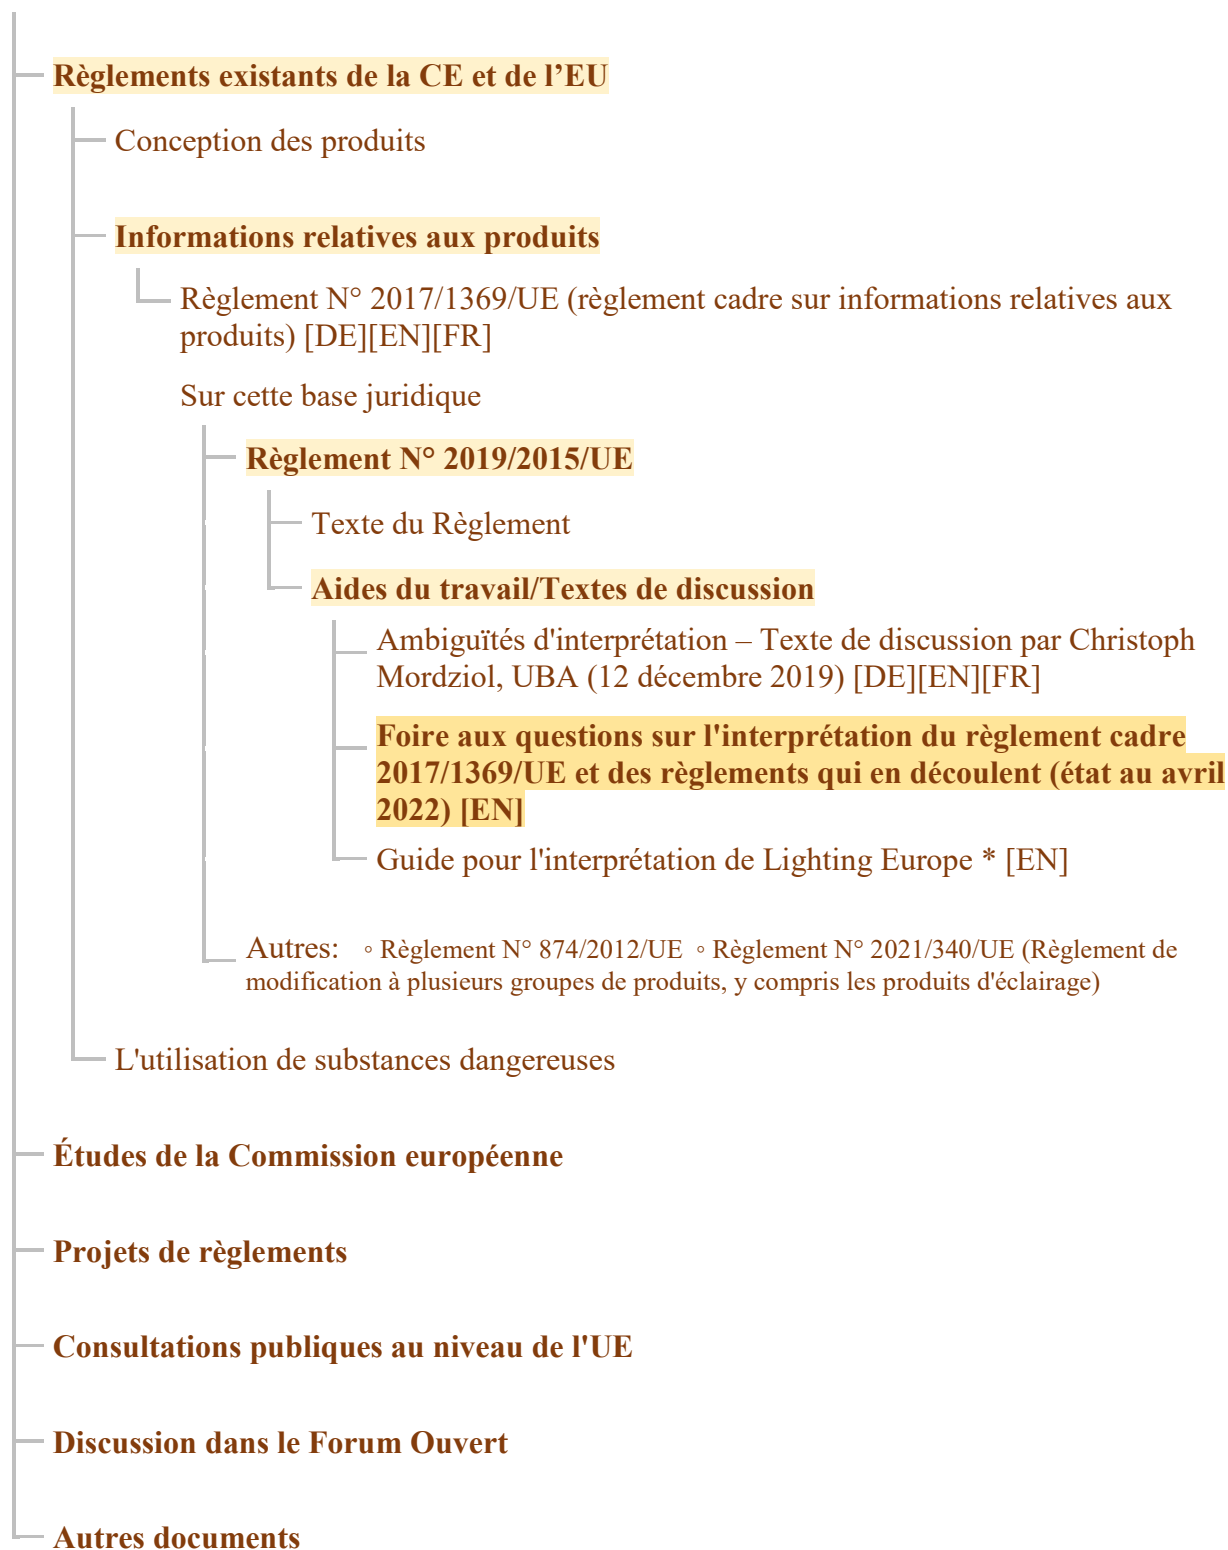 Règlements existants de la CE et de l’EU
Conception des produits
Informations relatives aux produits
Règlement N° 2017/1369/UE (règlement cadre sur informations relatives aux
produits) [DE][EN][FR]
Sur cette base juridique
Règlement N° 2019/2015/UE
Texte du Règlement
Aides du travail/Textes de discussion
Ambiguïtés d'interprétation – Texte de discussion par Christoph
Mordziol, UBA (12 décembre 2019) [DE][EN][FR]
Foire aux questions sur l'interprétation du règlement cadre
2017/1369/UE et des règlements qui en découlent (état au avril
2022) [EN]
Guide pour l'interprétation de Lighting Europe * [EN]
Autres: ◦ Règlement N° 874/2012/UE ◦ Règlement N° 2021/340/UE (Règlement de
modification à plusieurs groupes de produits, y compris les produits d'éclairage)
L'utilisation de substances dangereuses
Études de la Commission européenne
Projets de règlements
Consultations publiques au niveau de l'UE
Discussion dans le Forum Ouvert
Autres documents